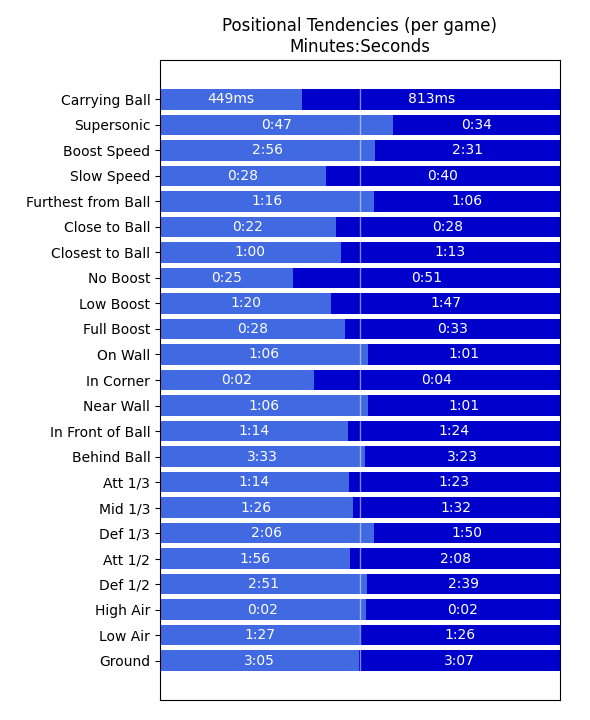 Positional Tendencies (per game)
Minutes:Seconds
Carrying Ball 449ms 813ms
Supersonic 0:47 0:34
Boost Speed 2:56 2:31
Slow Speed 0:28 0:40
Furthest from Ball 1:16 1:06
Close to Ball 0:22 0:28
Closest to Ball 1:00 1:13
No Boost 0:25 0:51
Low Boost 1:20 1:47
Full Boost 0:28 0:33
On Wall 1:06 1:01
In Corner 0:02 0:04
Near Wall 1:06 1:01
In Front of Ball 1:14 1:24
Behind Ball 3:33 3:23
Att 1/3 1:14 1:23
Mid 1/3 1:26 1:32
Def 1/3 2:06 1:50
Att 1/2 1:56 2:08
Def 1/2 2:51 2:39
High Air 0:02 0:02
Low Air 1:27 1:26
Ground 3:05 3:07